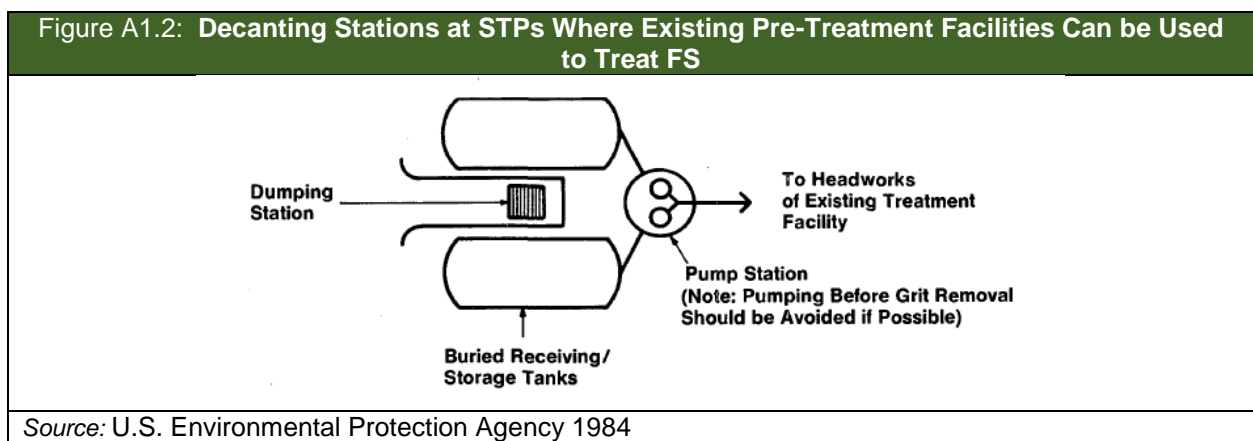 Figure A1.2: Decanting Stations at STPs Where Existing Pre-Treatment Facilities Can be Used
to Treat FS
Dumping
Station
To Headworks
of Existing Treatment
Facility
Pump Station
(Note: Pumping Before Grit Removal
Should be Avoided if Possible)
Buried Receiving/
Storage Tanks
Source: U.S. Environmental Protection Agency 1984